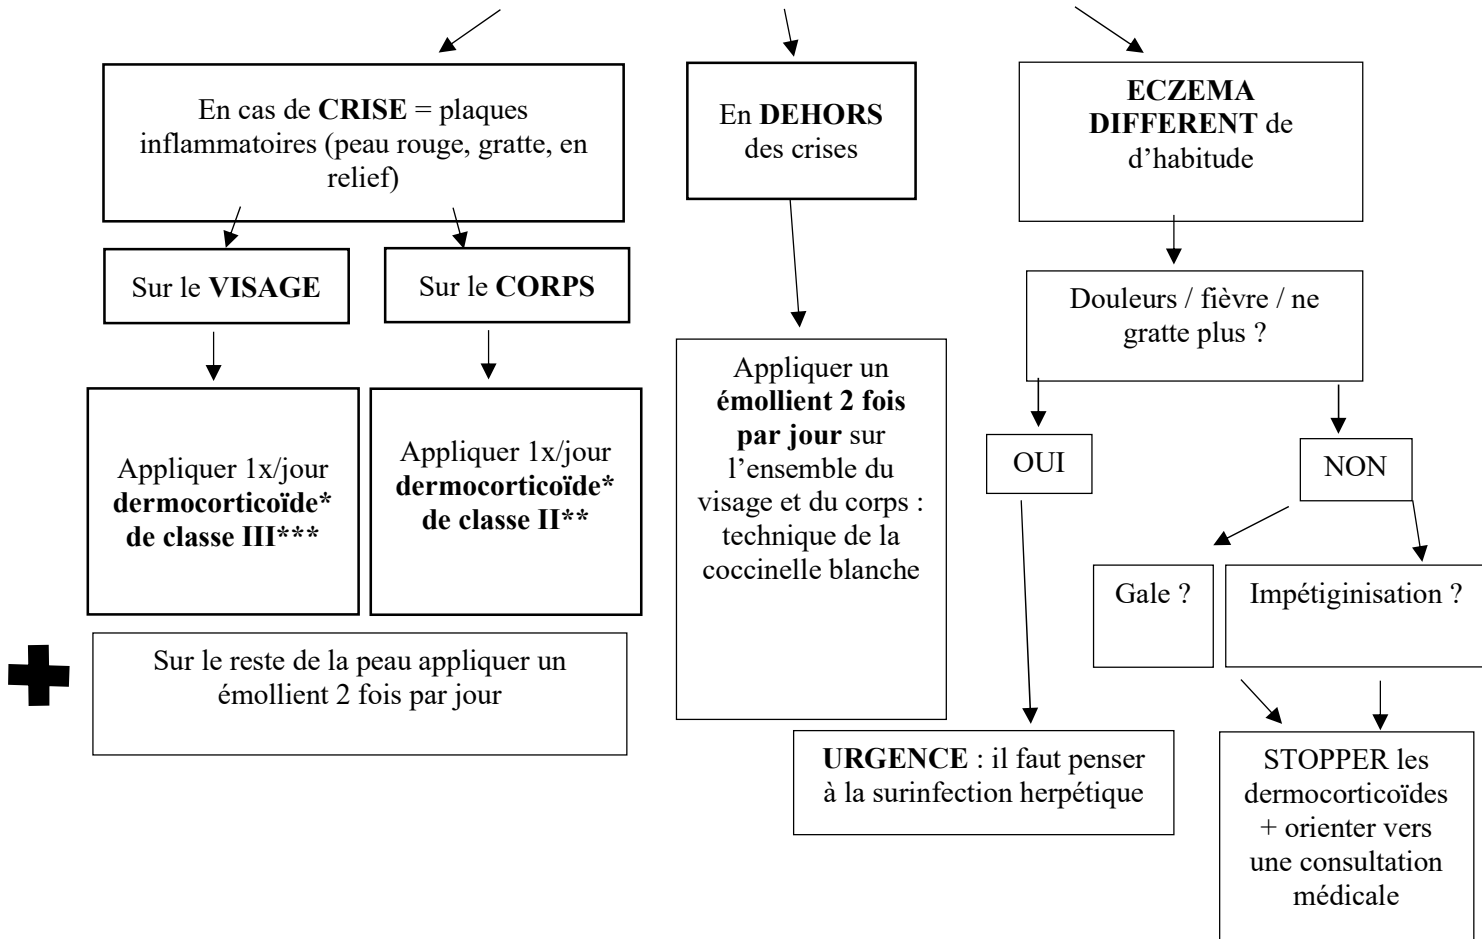 En cas de CRISE = plaques
inflammatoires (peau rouge, gratte, en
relief)
Sur le VISAGE
Sur le CORPS
Appliquer 1x/jour
dermocorticoïde*
de classe III***
Appliquer 1x/jour
dermocorticoïde*
de classe II**
Sur le reste de la peau appliquer un
émollient 2 fois par jour
En DEHORS
des crises
Appliquer un
émollient 2 fois
par jour sur
l’ensemble du
visage et du corps :
technique de la
coccinelle blanche
ECZEMA
DIFFERENT de
d’habitude
Douleurs / fièvre / ne
gratte plus ?
OUI
NON
URGENCE : il faut penser
à la surinfection herpétique
Gale ?
Impétiginisation ?
STOPPER les
dermocorticoïdes
+ orienter vers
une consultation
médicale